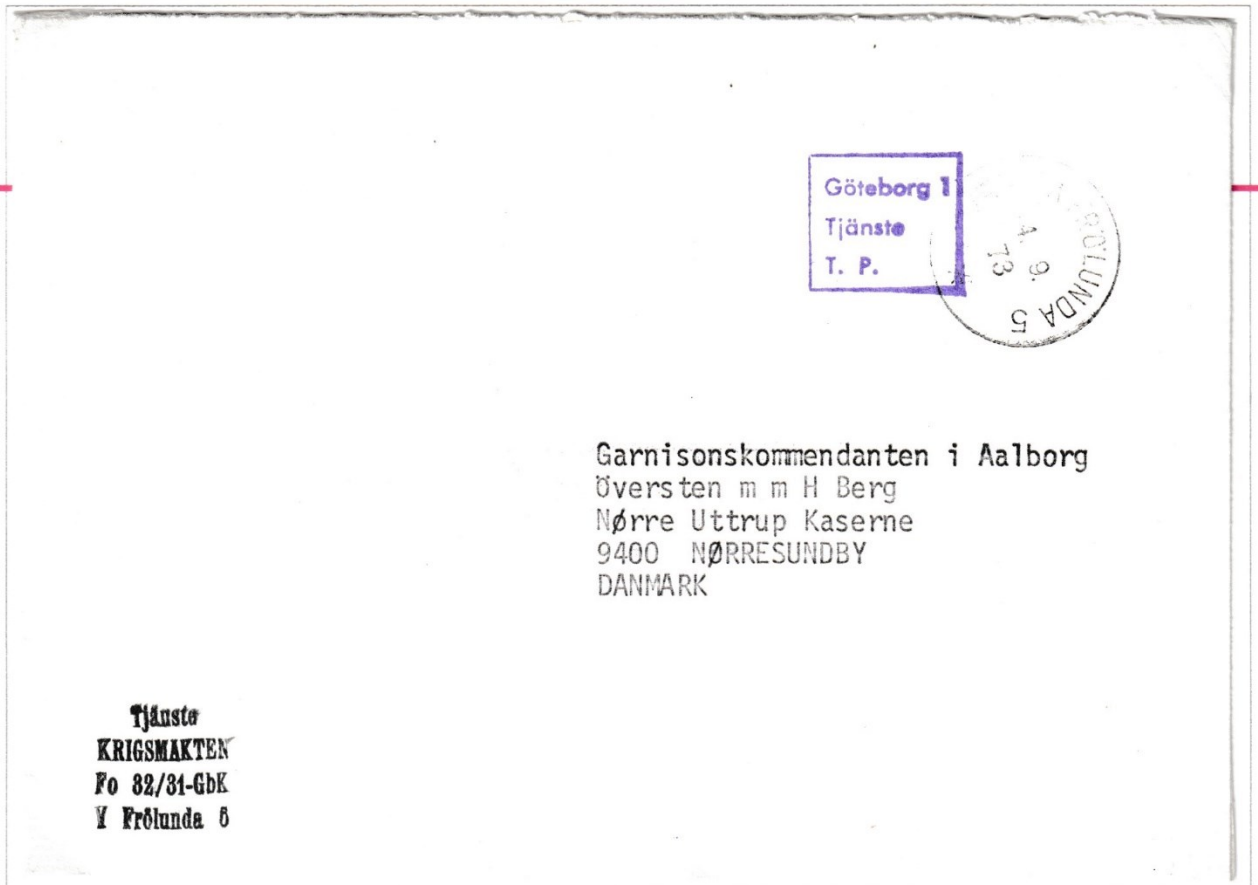 Göteborg 1
Tjänste
T. P.
FRÖLUNDA 5
4. 9.
73
Garnisonskommendanten i Aalborg
Översten m m H Berg
Nørre Uttrup Kaserne
9400 NØRRESUNDBY
DANMARK
Tjänste
KRIGSMAKTEN
Fo 32/31-GbK
V Frölunda 5